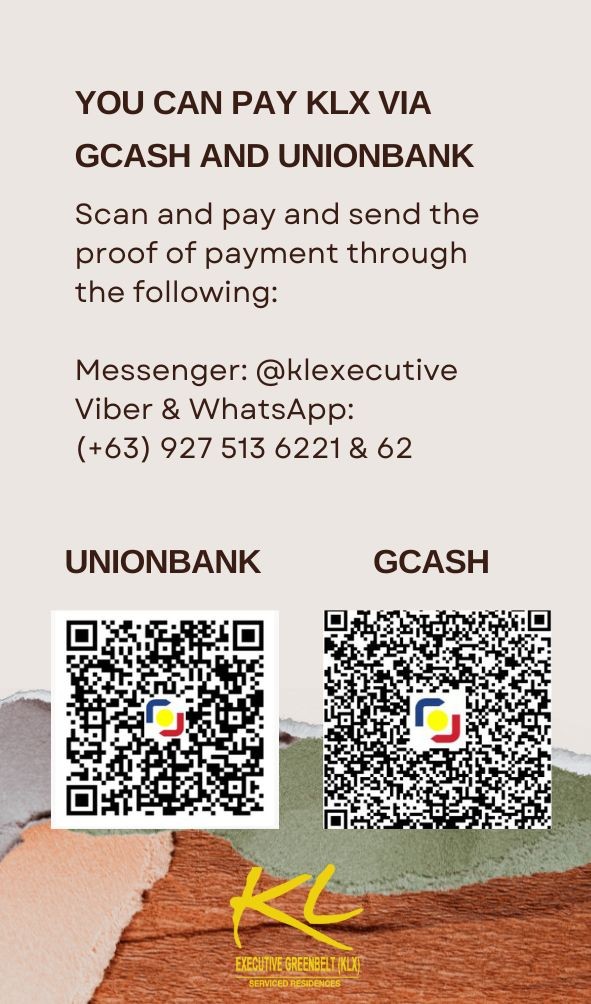 YOU CAN PAY KLX VIA
GCASH AND UNIONBANK
Scan and pay and send the
proof of payment through
the following:
Messenger: @klexecutive
Viber & WhatsApp:
(+63) 927 513 6221 & 62
UNIONBANK
GCASH
KL
EXECUTIVE GREENBELT (KLX)
SERVICED RESIDENCES